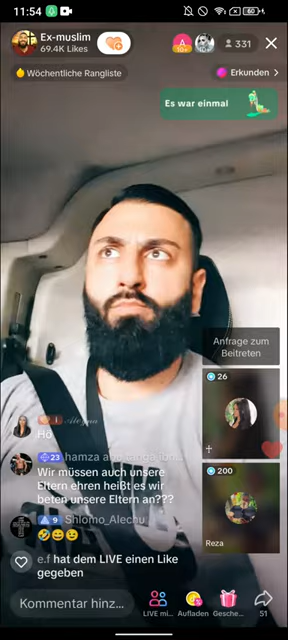 11:54
60
Ex-muslim
69.4K Likes
331
Wöchentliche Rangliste
Erkunden >
Es war einmal
Anfrage zum
Beitreten
26
Ho
23
Wir müssen auch unsere
Eltern ehren heißt es wir
beten unsere Eltern an???
200
9 Shlomo_Alechu
Reza
e.f hat dem LIVE einen Like
gegeben
Kommentar hinz...
LIVE mi...
Aufladen
Gesche...
51